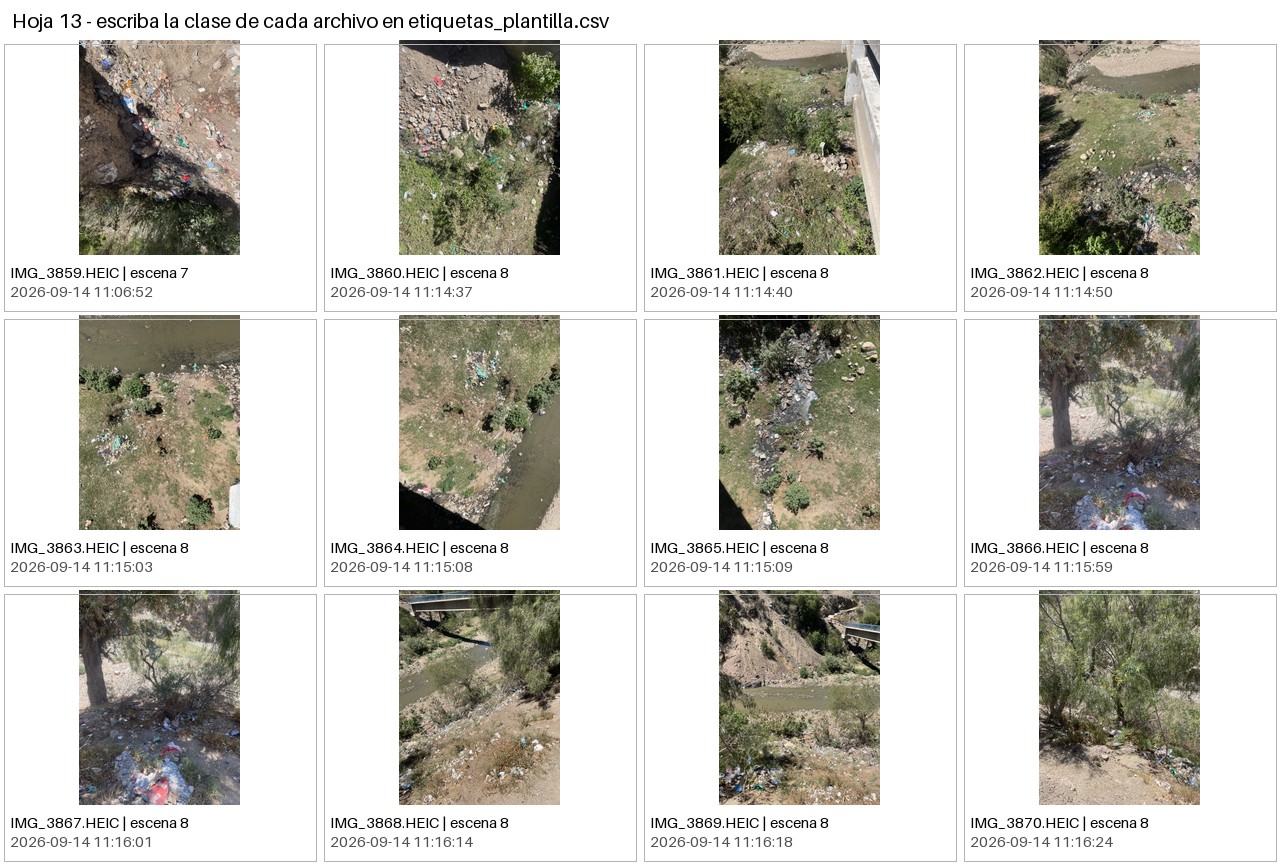 Hoja 13 - escriba la clase de cada archivo en etiquetas_plantilla.csv
IMG_3859.HEIC | escena 7
2026-09-14 11:06:52
IMG_3860.HEIC | escena 8
2026-09-14 11:14:37
IMG_3861.HEIC | escena 8
2026-09-14 11:14:40
IMG_3862.HEIC | escena 8
2026-09-14 11:14:50
IMG_3863.HEIC | escena 8
2026-09-14 11:15:03
IMG_3864.HEIC | escena 8
2026-09-14 11:15:08
IMG_3865.HEIC | escena 8
2026-09-14 11:15:09
IMG_3866.HEIC | escena 8
2026-09-14 11:15:59
IMG_3867.HEIC | escena 8
2026-09-14 11:16:01
IMG_3868.HEIC | escena 8
2026-09-14 11:16:14
IMG_3869.HEIC | escena 8
2026-09-14 11:16:18
IMG_3870.HEIC | escena 8
2026-09-14 11:16:24